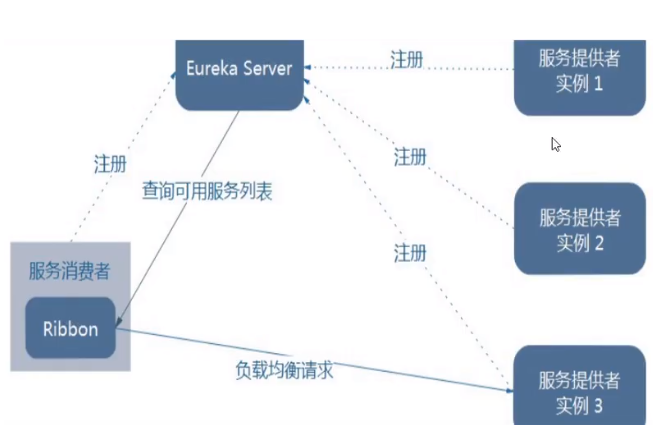 Eureka Server
注册
服务提供者
实例 1
注册
注册
查询可用服务列表
服务提供者
实例 2
注册
服务消费者
Ribbon
负载均衡请求
服务提供者
实例 3